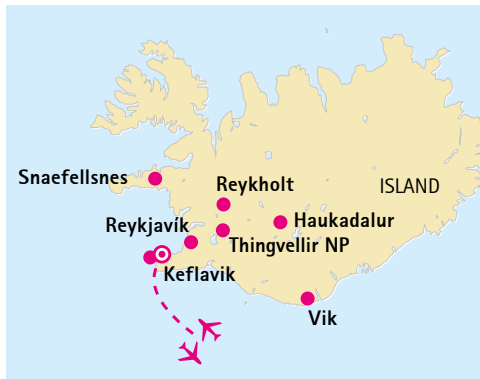 Snaefellsnes
Reykholt
ISLAND
Haukadalur
Reykjavík
Thingvellir NP
Keflavik
Vik